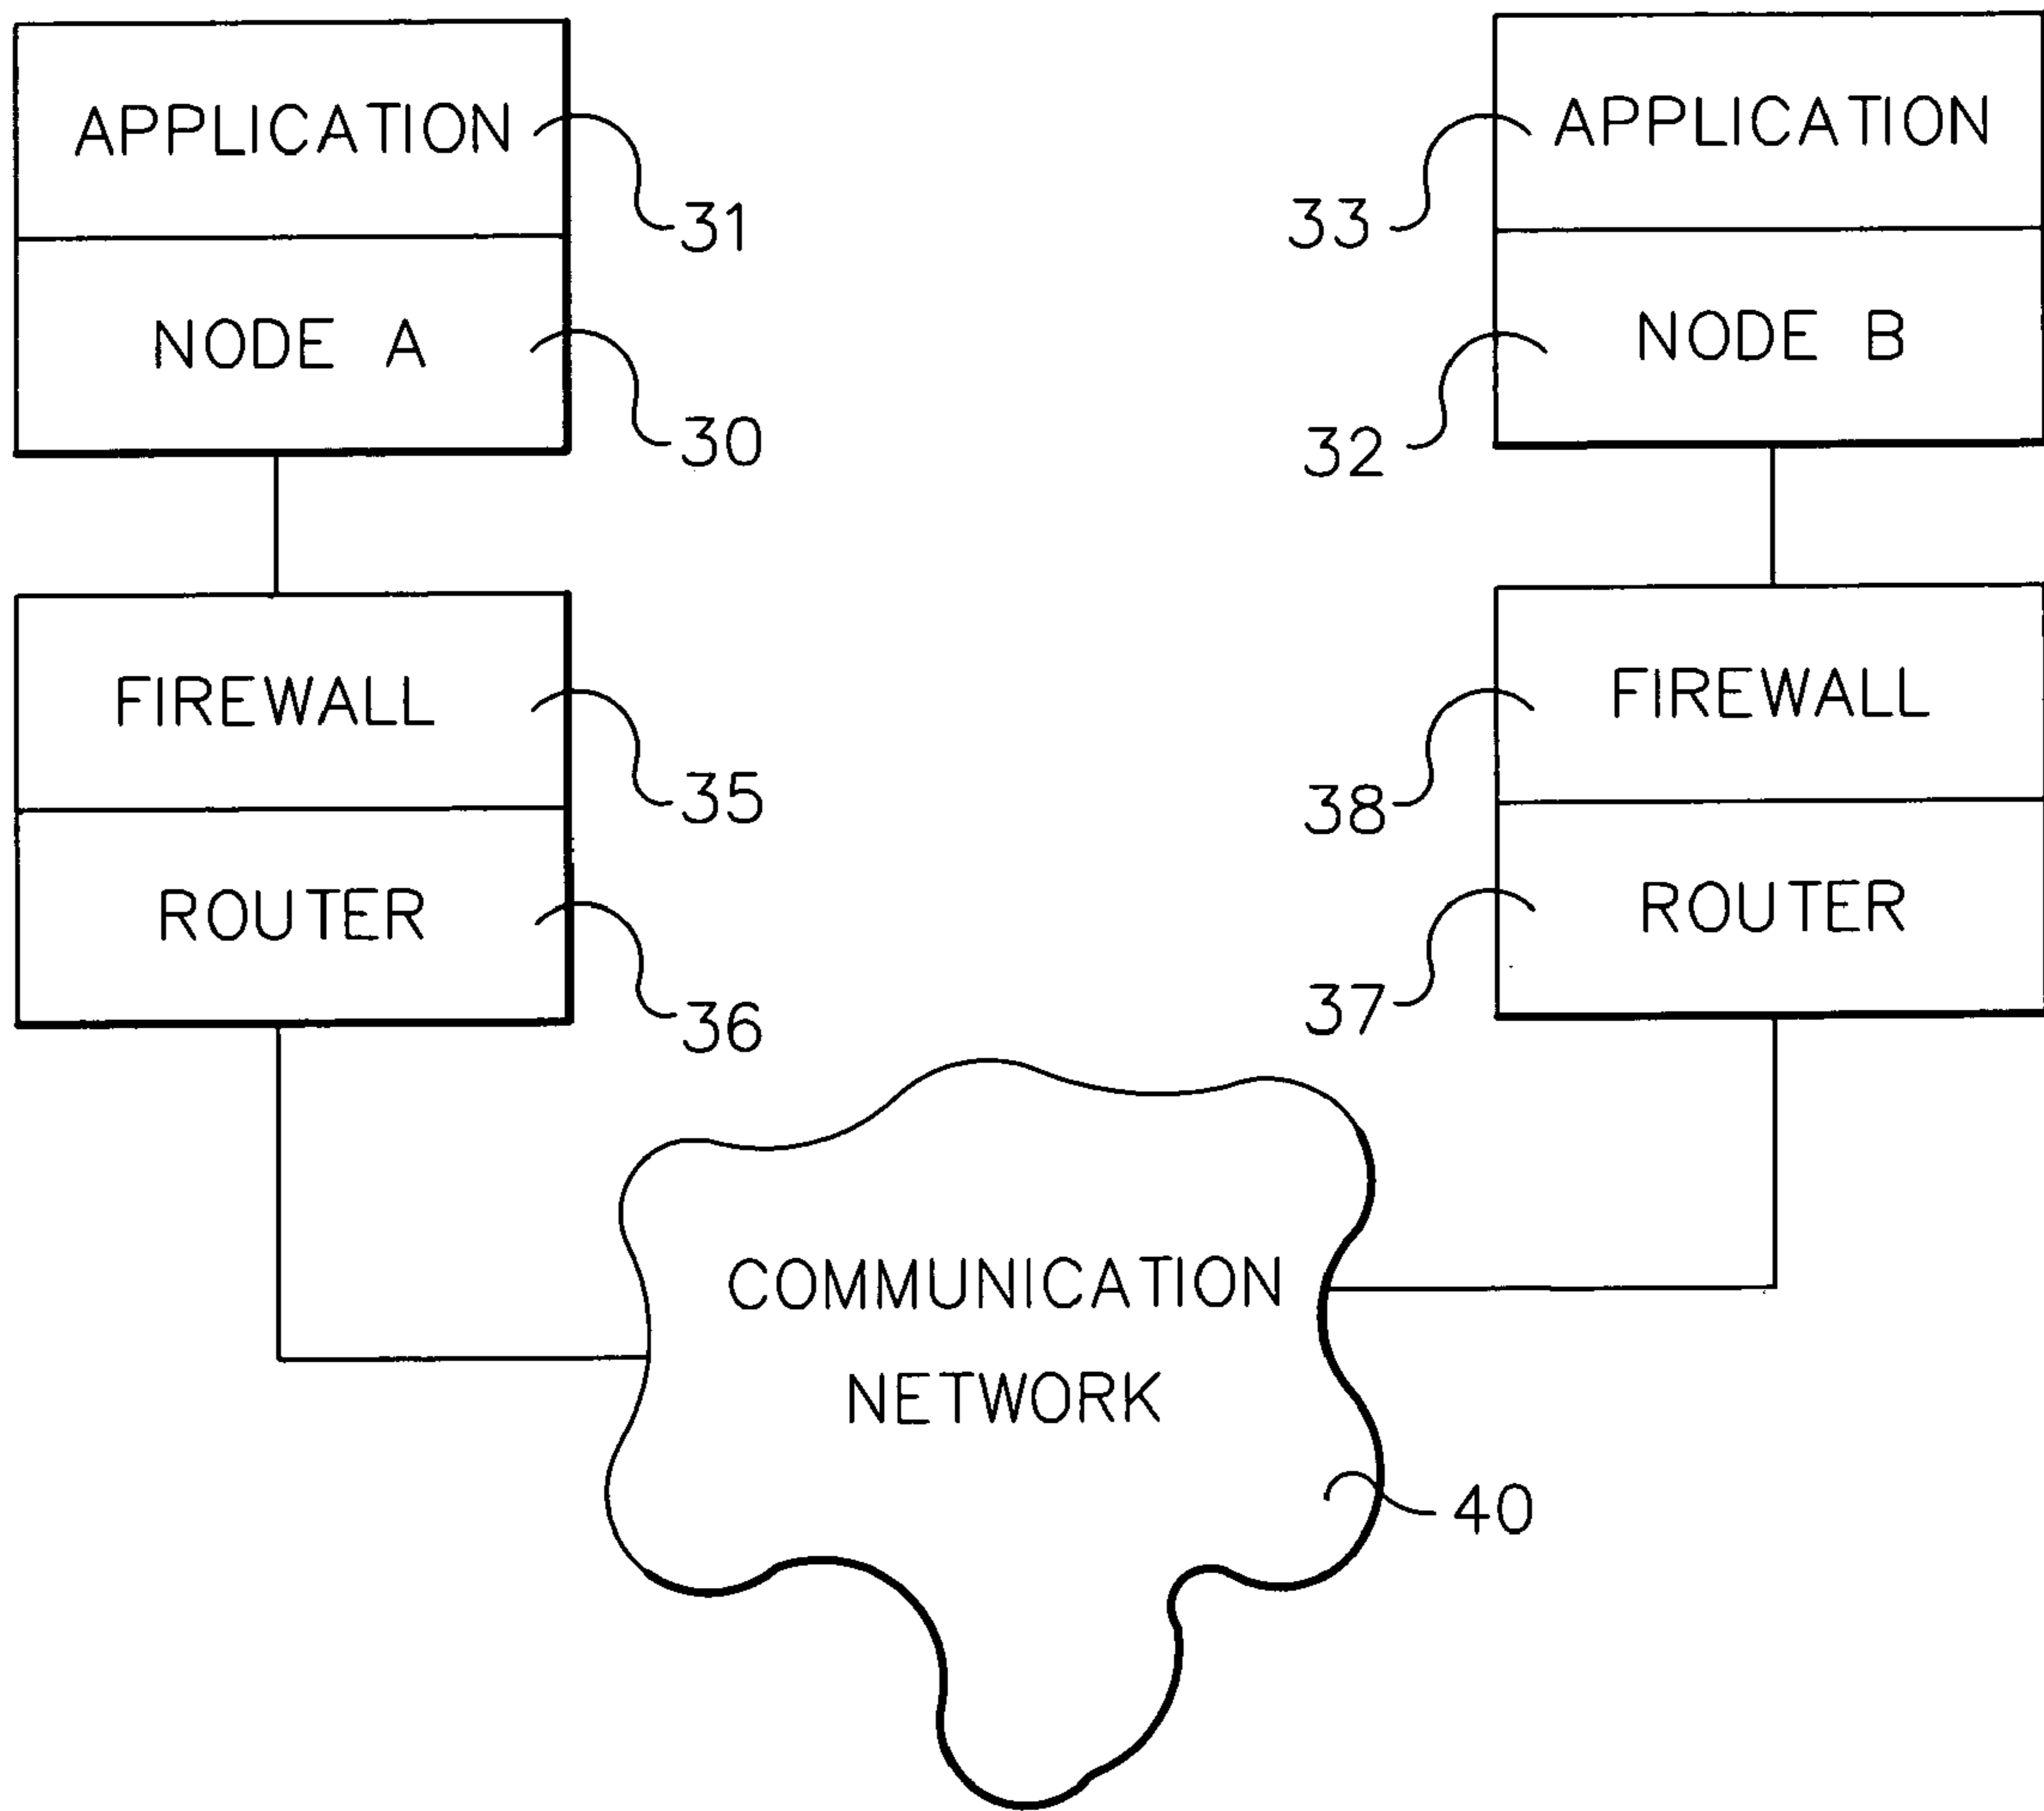 APPLICATION
31
NODE A
30
FIREWALL
35
ROUTER
36
APPLICATION
33
NODE B
32
FIREWALL
38
ROUTER
37
COMMUNICATION
NETWORK
40